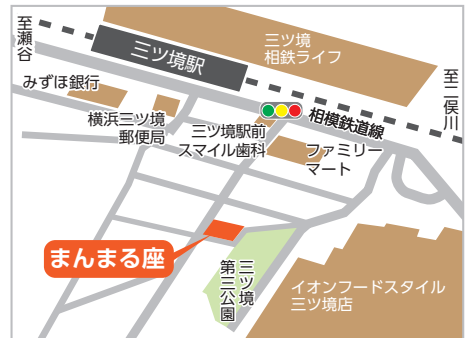 至瀬谷
三ツ境駅
三ツ境
相鉄ライフ
至二俣川
みずほ銀行
横浜三ツ境
郵便局
三ツ境駅前
スマイル歯科
相模鉄道線
ファミリー
マート
まんまる座
三ツ境
第三公園
イオンフードスタイル
三ツ境店